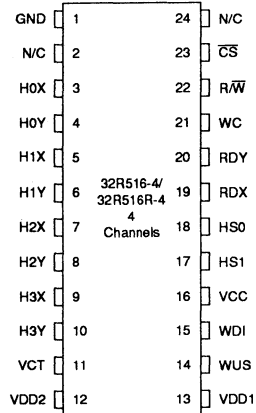 GND 1 24 N/C
N/C 2 23 C̅S̅
H0X 3 22 R/W̅
H0Y 4 21 WC
H1X 5 20 RDY
H1Y 6 32R516-4/ 19 RDX
32R516R-4
H2X 7 4 18 HS0
Channels
H2Y 8 17 HS1
H3X 9 16 VCC
H3Y 10 15 WDI
VCT 11 14 WUS
VDD2 12 13 VDD1